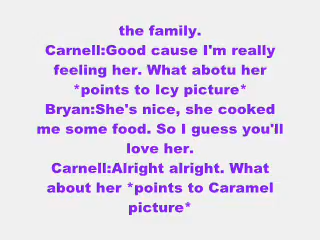 the family.
Carnell:Good cause I'm really
feeling her. What abotu her
*points to Icy picture*
Bryan:She's nice, she cooked
me some food. So I guess you'll
love her.
Carnell:Alright alright. What
about her *points to Caramel
picture*